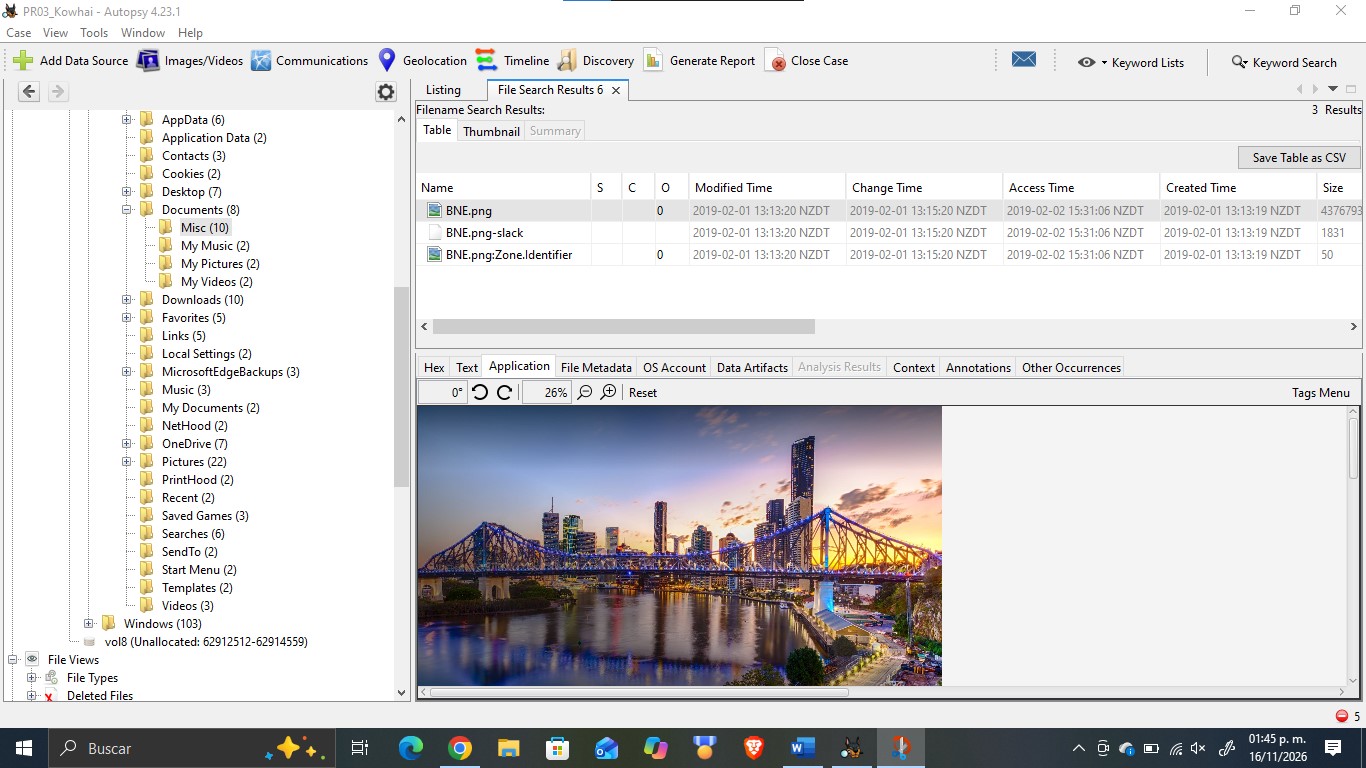 PR03_Kowhai - Autopsy 4.23.1
Case View Tools Window Help
Add Data Source Images/Videos Communications Geolocation Timeline Discovery Generate Report Close Case Keyword Lists Keyword Search
Listing File Search Results 6
Filename Search Results:
3 Results
Table Thumbnail Summary
Save Table as CSV
Name S C O Modified Time Change Time Access Time Created Time Size
BNE.png 0 2019-02-01 13:13:20 NZDT 2019-02-01 13:15:20 NZDT 2019-02-02 15:31:06 NZDT 2019-02-01 13:13:19 NZDT 4376793
BNE.png-slack 2019-02-01 13:13:20 NZDT 2019-02-01 13:15:20 NZDT 2019-02-02 15:31:06 NZDT 2019-02-01 13:13:19 NZDT 1831
BNE.png:Zone.Identifier 0 2019-02-01 13:13:20 NZDT 2019-02-01 13:15:20 NZDT 2019-02-02 15:31:06 NZDT 2019-02-01 13:13:19 NZDT 50
AppData (6)
Application Data (2)
Contacts (3)
Cookies (2)
Desktop (7)
Documents (8)
Misc (10)
My Music (2)
My Pictures (2)
My Videos (2)
Downloads (10)
Favorites (5)
Links (5)
Local Settings (2)
MicrosoftEdgeBackups (3)
Music (3)
My Documents (2)
NetHood (2)
OneDrive (7)
Pictures (22)
PrintHood (2)
Recent (2)
Saved Games (3)
Searches (6)
SendTo (2)
Start Menu (2)
Templates (2)
Videos (3)
Windows (103)
vol8 (Unallocated: 62912512-62914559)
File Views
File Types
Deleted Files
Hex Text Application File Metadata OS Account Data Artifacts Analysis Results Context Annotations Other Occurrences
0° 26% Reset Tags Menu
5
Buscar
01:45 p. m.
16/11/2026